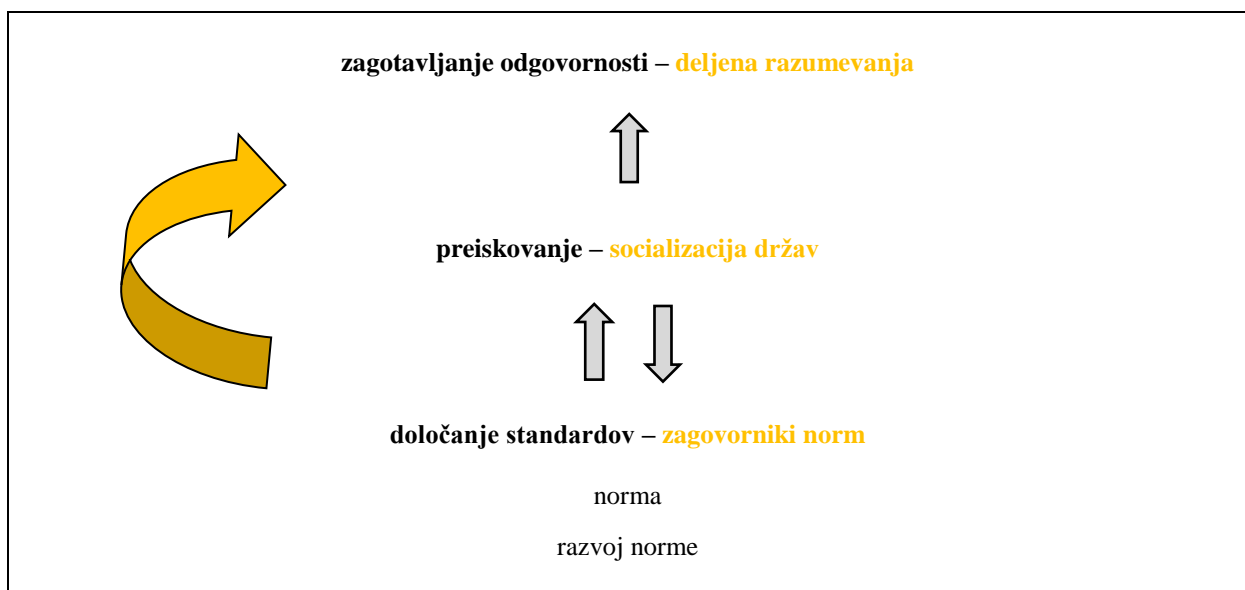 zagotavljanje odgovornosti – deljena razumevanja
preiskovanje – socializacija držav
določanje standardov – zagovorniki norm
norma
razvoj norme